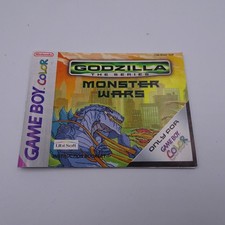 Nintendo
GAME BOY COLOR
GODZILLA
THE SERIES
MONSTER
WARS
Ubi Soft
ONLY FOR
GAME BOY
COLOR